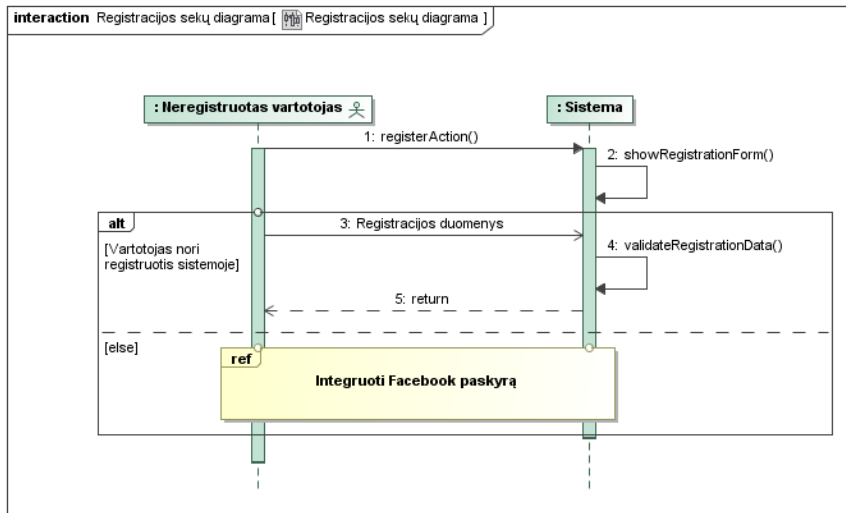 interaction Registracijos sekų diagrama[ Registracijos sekų diagrama ]
: Neregistruotas vartotojas
: Sistema
1: registerAction()
2: showRegistrationForm()
alt
3: Registracijos duomenys
[Vartotojas nori
registruotis sistemoje]
4: validateRegistrationData()
5: return
[else]
ref
Integruoti Facebook paskyrą